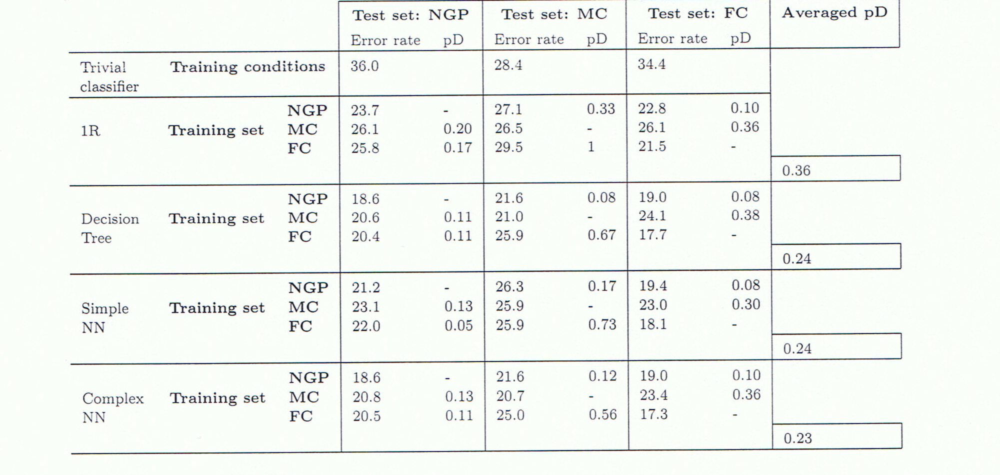 Test set: NGP Test set: MC Test set: FC Averaged pD
Error rate pD Error rate pD Error rate pD
Trivial Training conditions 36.0 28.4 34.4
classifier
NGP 23.7 - 27.1 0.33 22.8 0.10
1R Training set MC 26.1 0.20 26.5 - 26.1 0.36
FC 25.8 0.17 29.5 1 21.5 -
0.36
NGP 18.6 - 21.6 0.08 19.0 0.08
Decision Training set MC 20.6 0.11 21.0 - 24.1 0.38
Tree FC 20.4 0.11 25.9 0.67 17.7 -
0.24
NGP 21.2 - 26.3 0.17 19.4 0.08
Simple Training set MC 23.1 0.13 25.9 - 23.0 0.30
NN FC 22.0 0.05 25.9 0.73 18.1 -
0.24
NGP 18.6 - 21.6 0.12 19.0 0.10
Complex Training set MC 20.8 0.13 20.7 - 23.4 0.36
NN FC 20.5 0.11 25.0 0.56 17.3 -
0.23